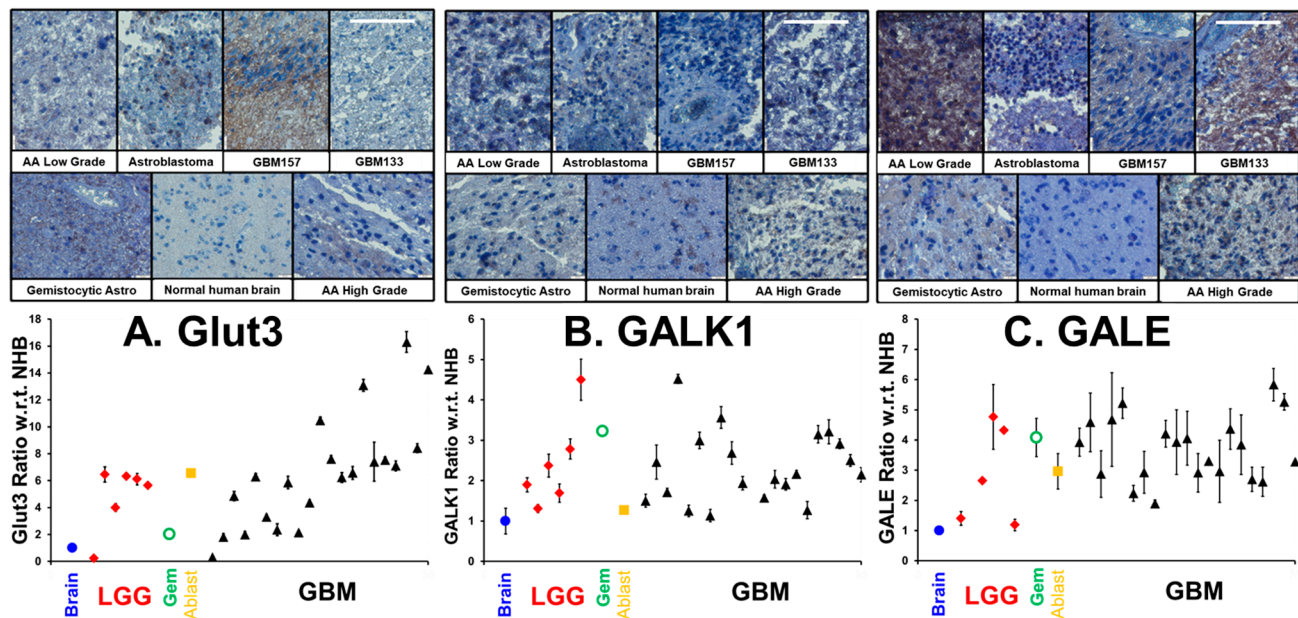 AA Low Grade Astroblastoma GBM157 GBM133
Gemistocytic Astro Normal human brain AA High Grade
AA Low Grade Astroblastoma GBM157 GBM133
Gemistocytic Astro Normal human brain AA High Grade
AA Low Grade Astroblastoma GBM157 GBM133
Gemistocytic Astro Normal human brain AA High Grade
A. Glut3
Glut3 Ratio w.r.t. NHB
18
16
14
12
10
8
6
4
2
0
Brain LGG Gem Ablast GBM
B. GALK1
GALK1 Ratio w.r.t. NHB
6
5
4
3
2
1
0
Brain LGG Gem Ablast GBM
C. GALE
GALE Ratio w.r.t. NHB
8
7
6
5
4
3
2
1
0
Brain LGG Gem Ablast GBM